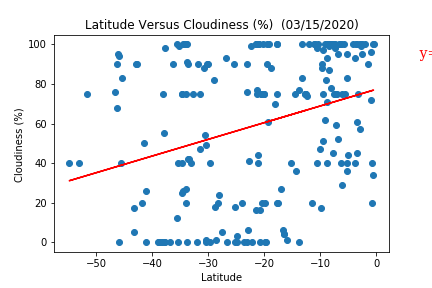 Latitude Versus Cloudiness (%)  (03/15/2020)
y=
100
80
60
40
20
0
Cloudiness (%)
−50 −40 −30 −20 −10 0
Latitude